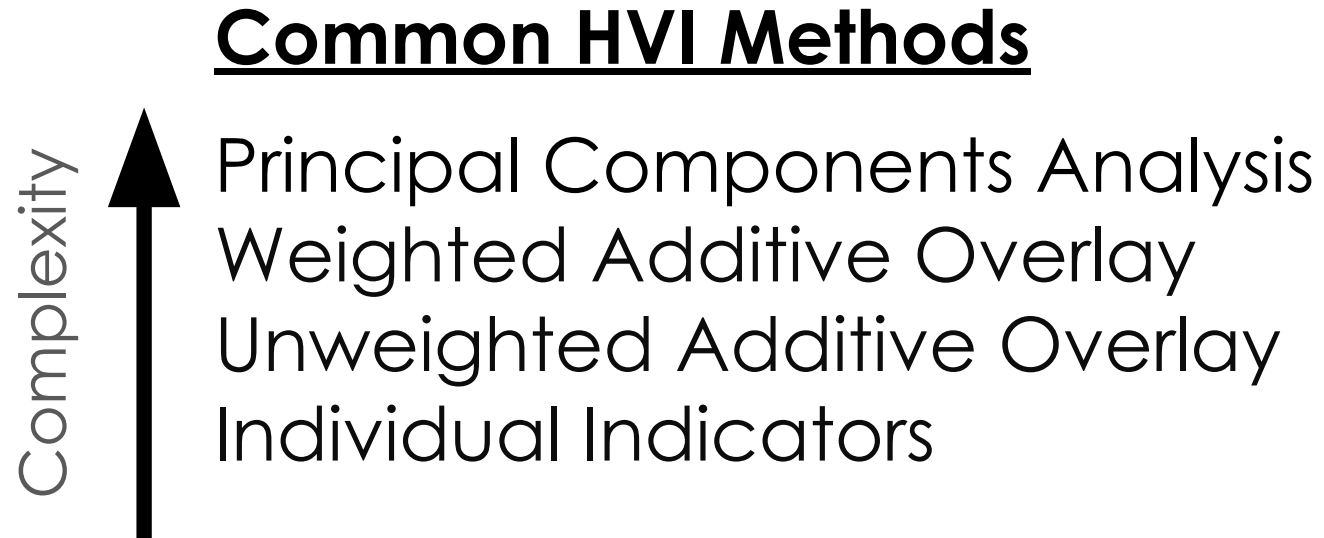 Common HVI Methods
Complexity
Principal Components Analysis
Weighted Additive Overlay
Unweighted Additive Overlay
Individual Indicators